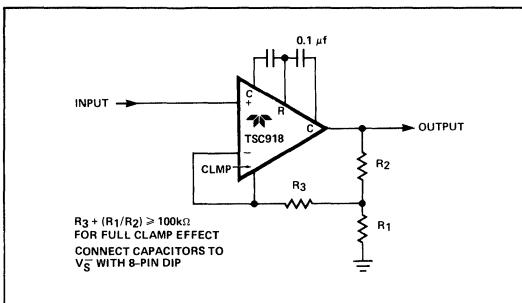 0.1 μf
C
INPUT
+
R
TSC918
C
OUTPUT
−
CLMP
R2
R3
R1
R3 + (R1/R2) ⩾ 100kΩ
FOR FULL CLAMP EFFECT
CONNECT CAPACITORS TO
V−S WITH 8-PIN DIP